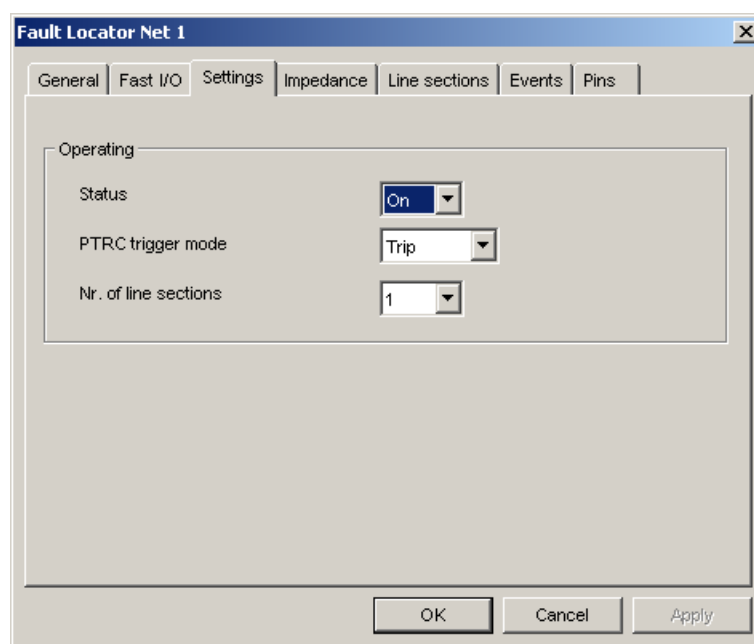 Fault Locator Net 1
General Fast I/O Settings Impedance Line sections Events Pins
Operating
Status On
PTRC trigger mode Trip
Nr. of line sections 1
OK Cancel Apply